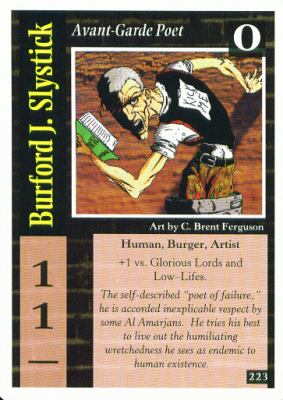 Burford J. Slystick
Avant-Garde Poet
O
KICK
ME
Art by C. Brent Ferguson
1
1
—
Human, Burger, Artist
+1 vs. Glorious Lords and
Low–Lifes.
The self-described "poet of failure,"
he is accorded inexplicable respect by
some Al Amarjans. He tries his best
to live out the humiliating
wretchedness he sees as endemic to
human existence.
223